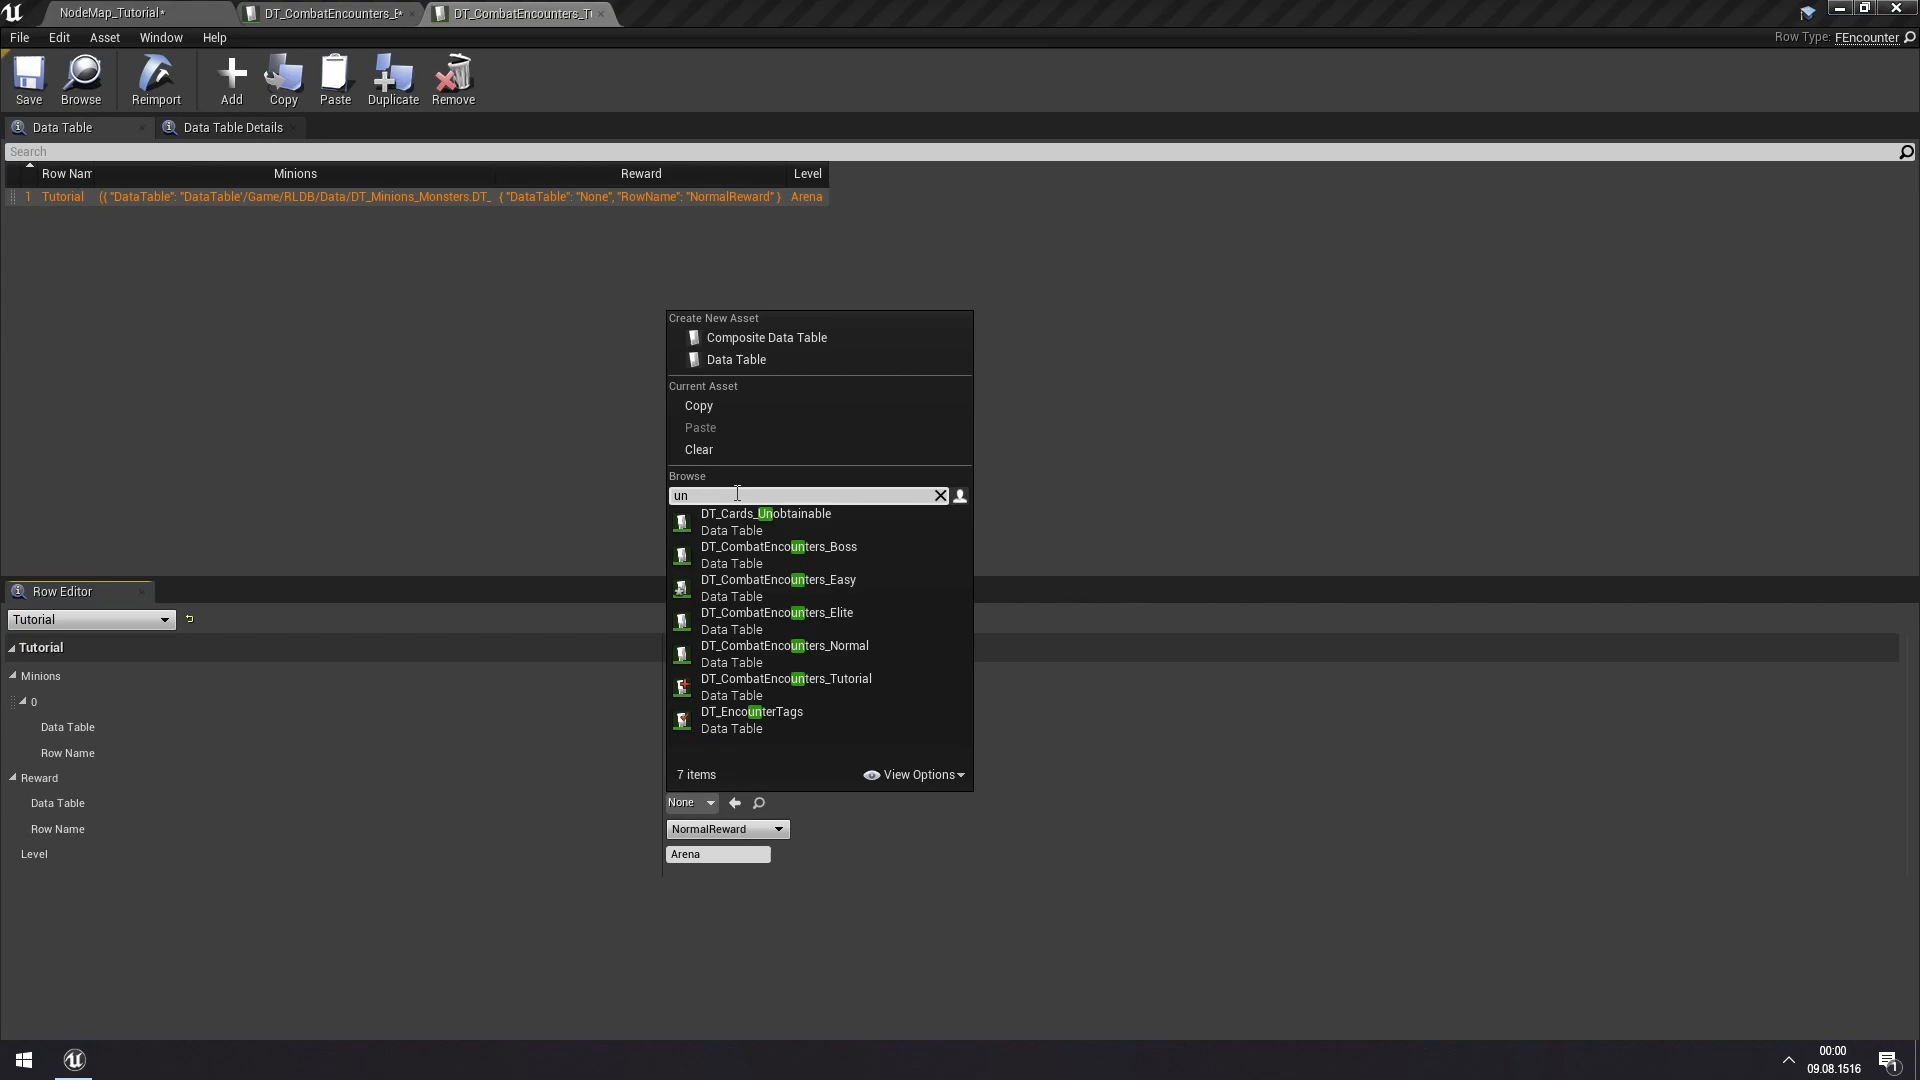 NodeMap_Tutorial*
DT_CombatEncounters_E*
DT_CombatEncounters_T
File Edit Asset Window Help
Row Type: FEncounter
Save Browse Reimport Add Copy Paste Duplicate Remove
Data Table
Data Table Details
Search
Row Nam Minions Reward Level
1 Tutorial (({ "DataTable": "DataTable'/Game/RLDB/Data/DT_Minions_Monsters.DT_ { "DataTable": "None", "RowName": "NormalReward" } Arena
Create New Asset
Composite Data Table
Data Table
Current Asset
Copy
Paste
Clear
Browse
un
DT_Cards_Unobtainable
Data Table
DT_CombatEncounters_Boss
Data Table
DT_CombatEncounters_Easy
Data Table
DT_CombatEncounters_Elite
Data Table
DT_CombatEncounters_Normal
Data Table
DT_CombatEncounters_Tutorial
Data Table
DT_EncounterTags
Data Table
7 items
View Options
Row Editor
Tutorial
Tutorial
Minions
0
Data Table
Row Name
Reward
Data Table
None
Row Name
NormalReward
Level
Arena
00:00
09.08.1516
1